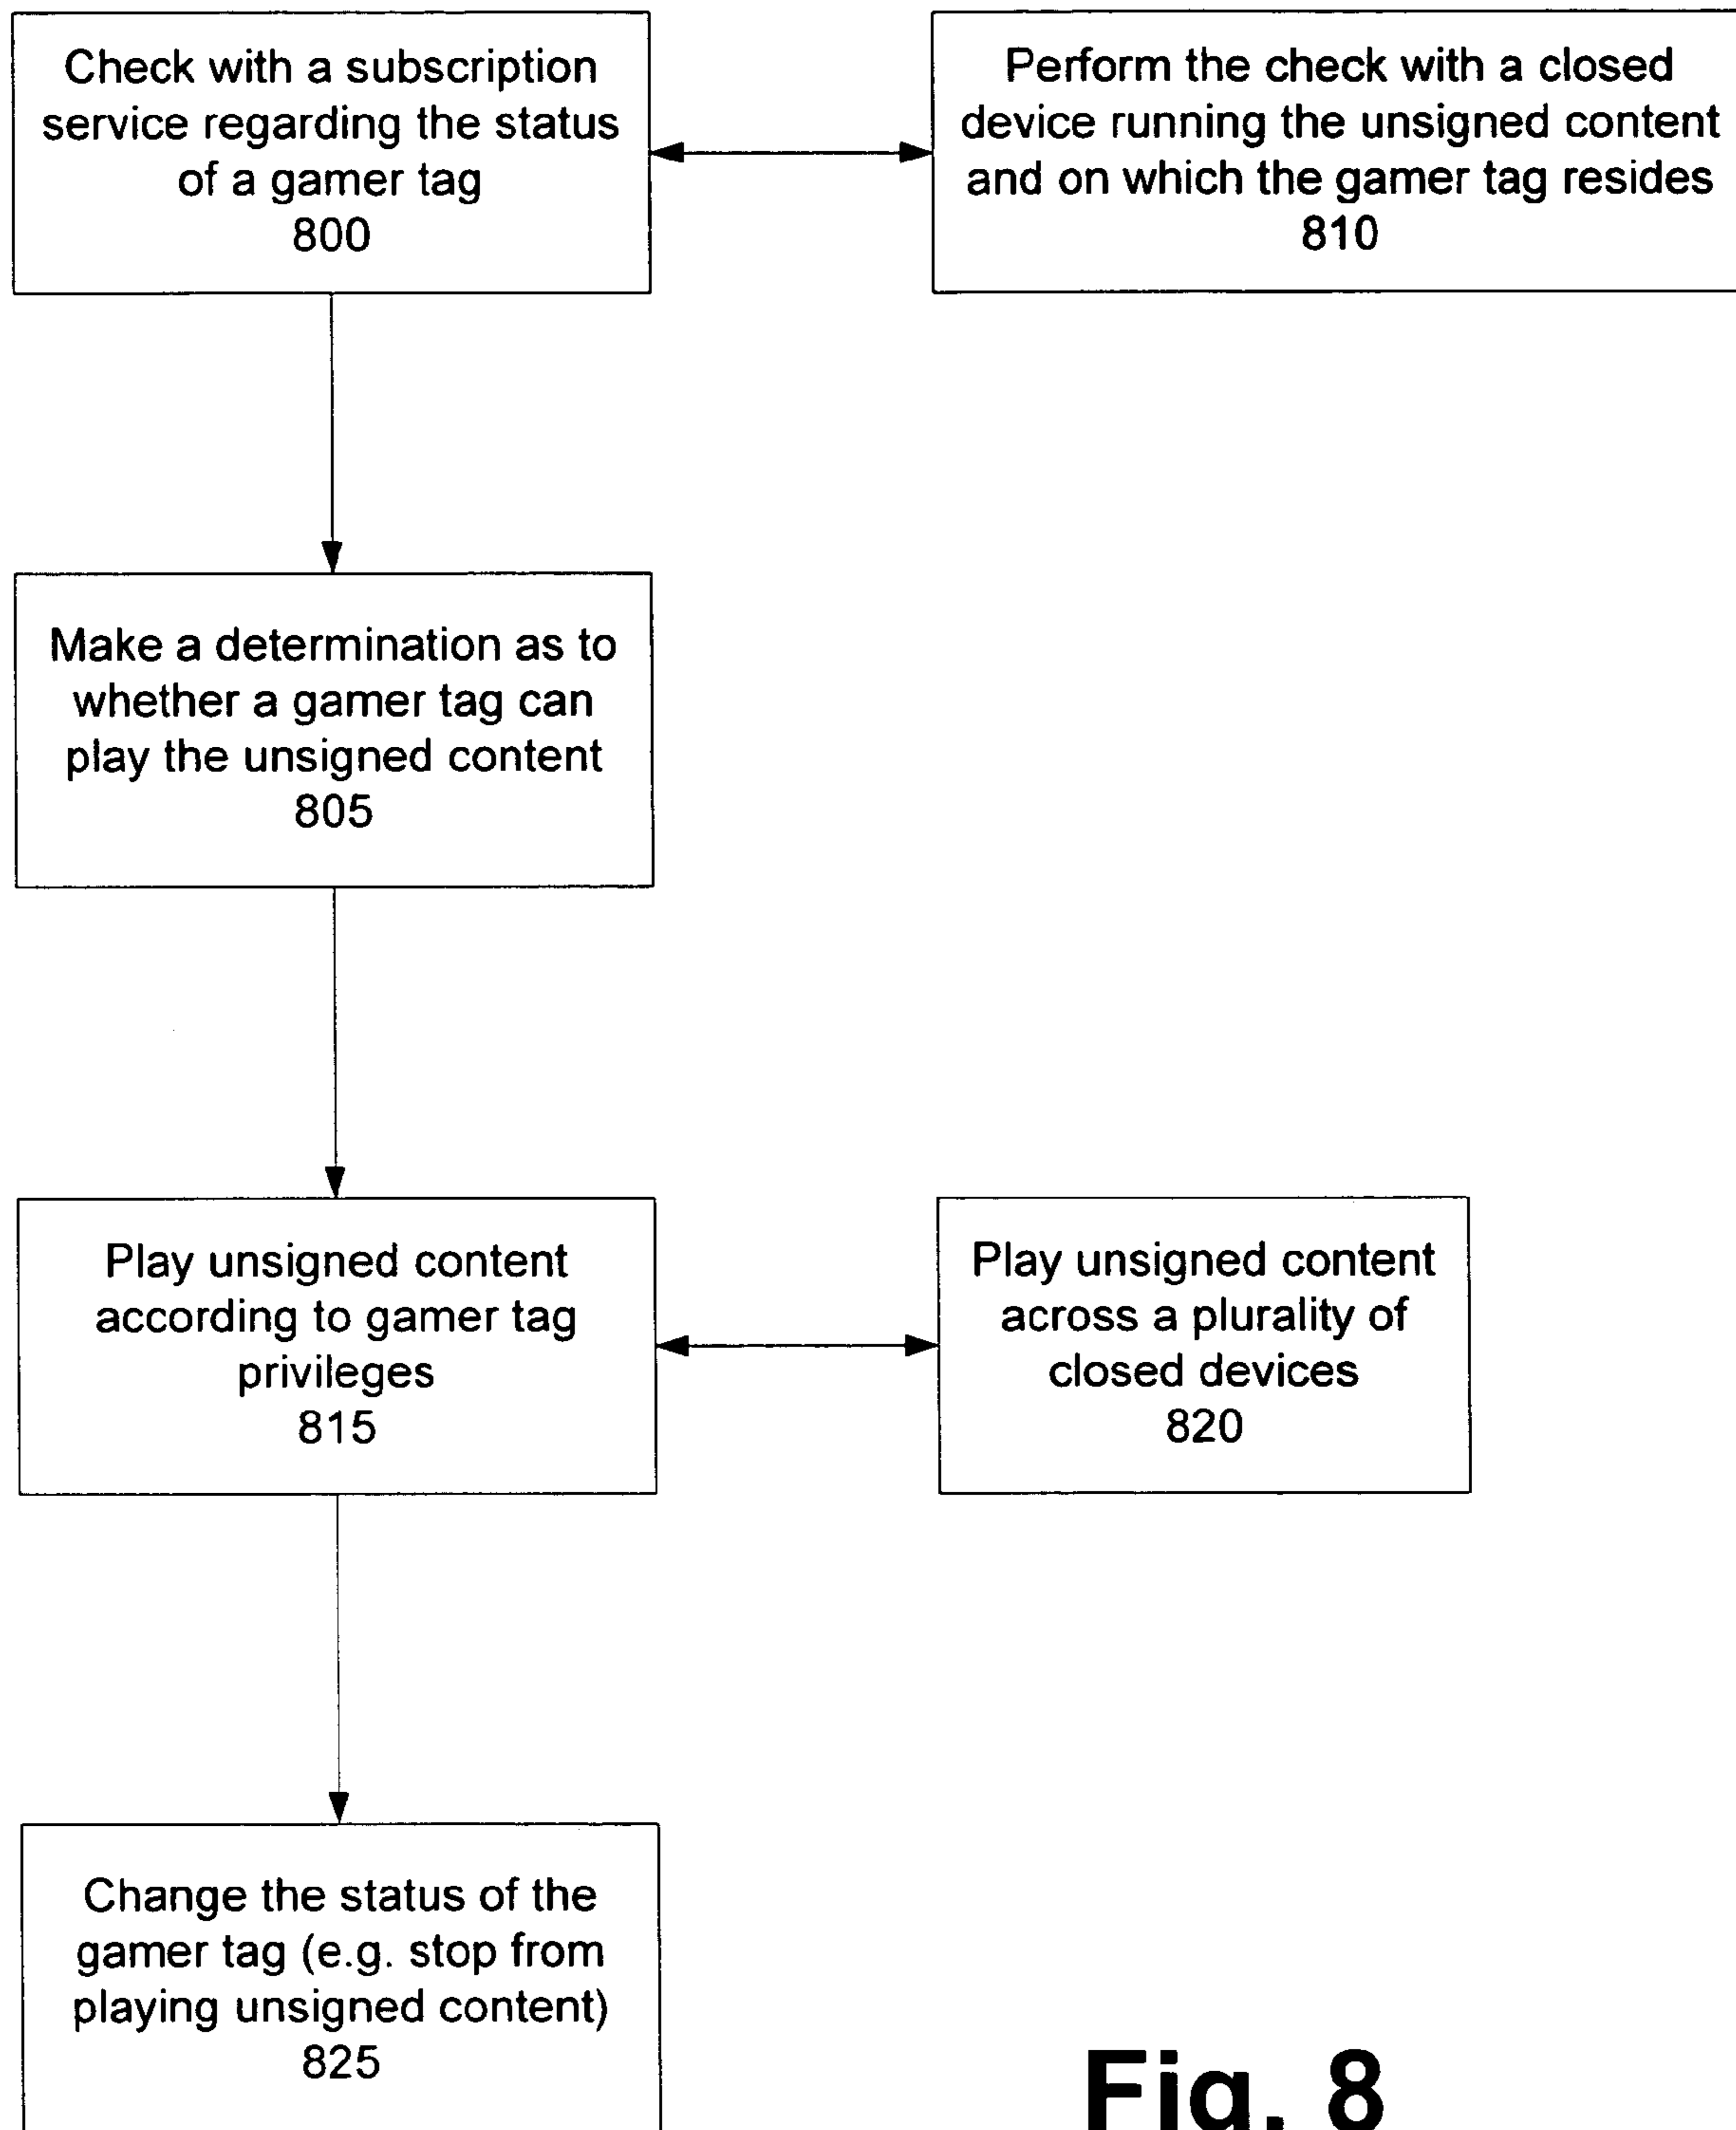 Check with a subscription
service regarding the status
of a gamer tag
800
Perform the check with a closed
device running the unsigned content
and on which the gamer tag resides
810
Make a determination as to
whether a gamer tag can
play the unsigned content
805
Play unsigned content
according to gamer tag
privileges
815
Play unsigned content
across a plurality of
closed devices
820
Change the status of the
gamer tag (e.g. stop from
playing unsigned content)
825
Fig. 8